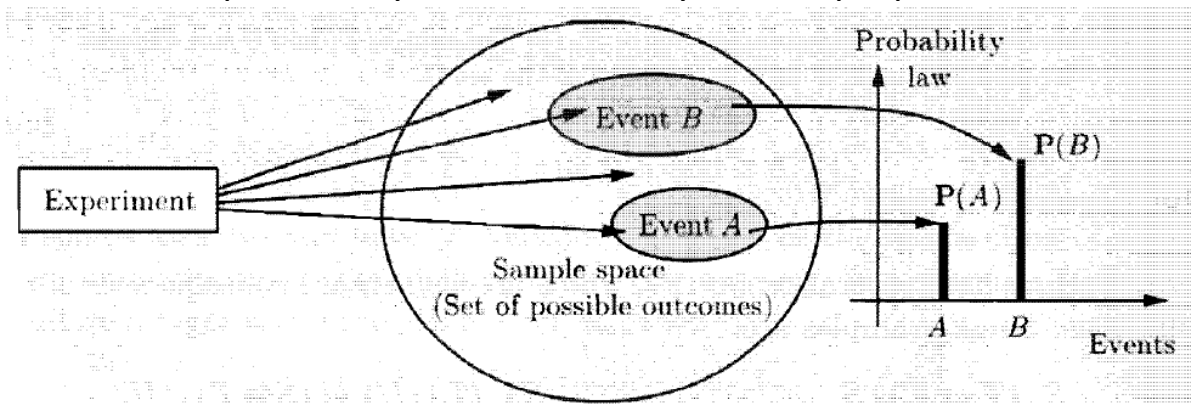 Experiment
Event B
Event A
Sample space
(Set of possible outcomes)
Probability
law
P(B)
P(A)
A
B
Events